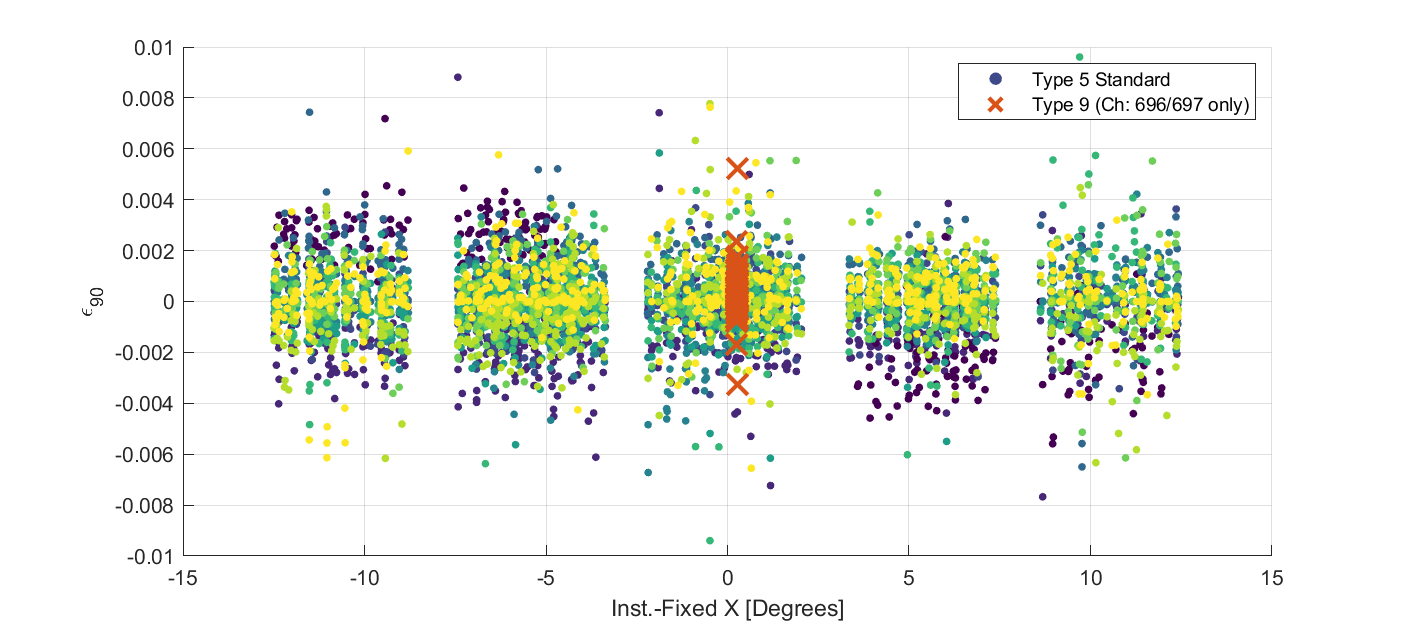 0.01
0.008
0.006
0.004
0.002
0
-0.002
-0.004
-0.006
-0.008
-0.01
ϵ90
Type 5 Standard
Type 9 (Ch: 696/697 only)
-15 -10 -5 0 5 10 15
Inst.-Fixed X [Degrees]